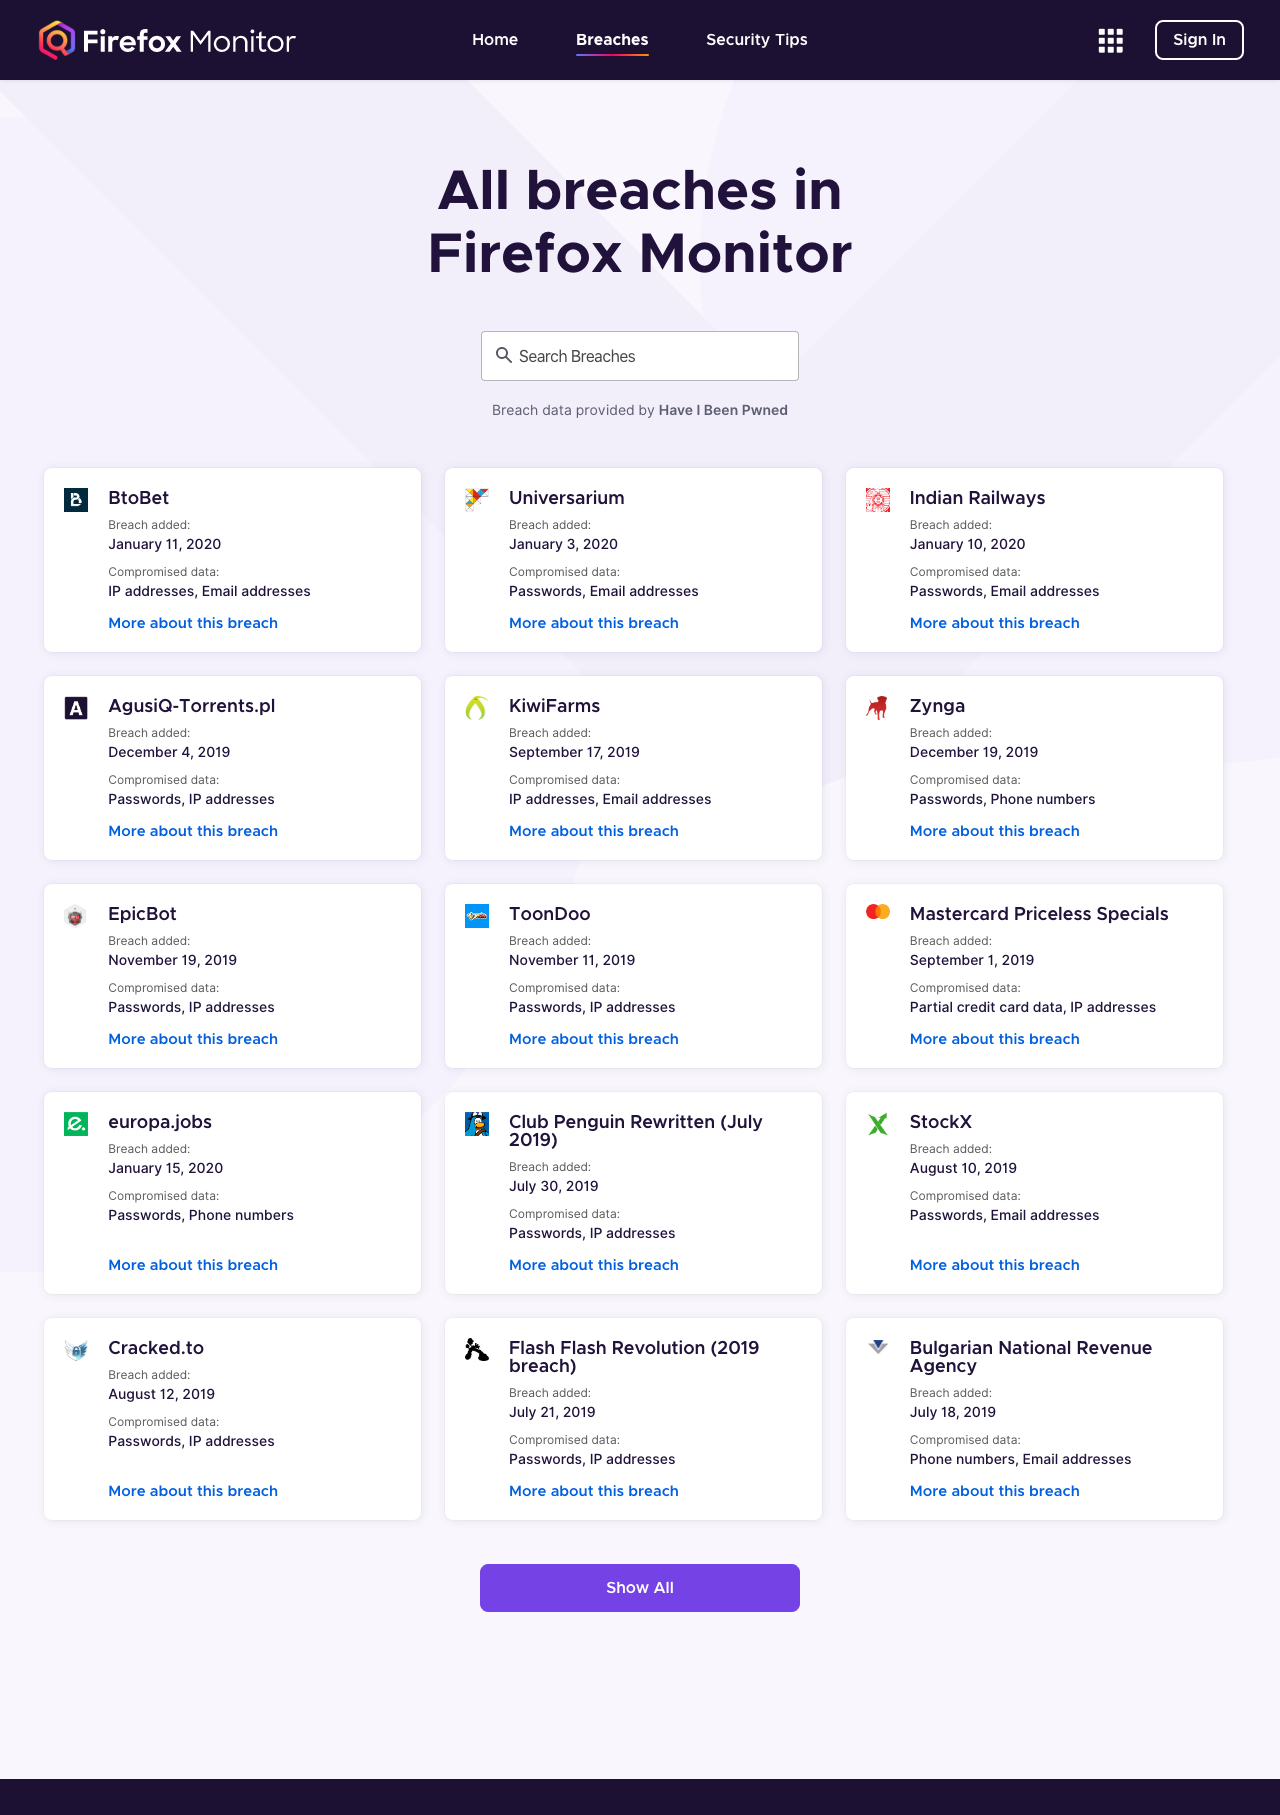 Firefox Monitor
Home
Breaches
Security Tips
Sign In
All breaches in
Firefox Monitor
Search Breaches
Breach data provided by Have I Been Pwned
BtoBet
Breach added:
January 11, 2020
Compromised data:
IP addresses, Email addresses
More about this breach
Universarium
Breach added:
January 3, 2020
Compromised data:
Passwords, Email addresses
More about this breach
Indian Railways
Breach added:
January 10, 2020
Compromised data:
Passwords, Email addresses
More about this breach
A
AgusiQ-Torrents.pl
Breach added:
December 4, 2019
Compromised data:
Passwords, IP addresses
More about this breach
KiwiFarms
Breach added:
September 17, 2019
Compromised data:
IP addresses, Email addresses
More about this breach
Zynga
Breach added:
December 19, 2019
Compromised data:
Passwords, Phone numbers
More about this breach
EpicBot
Breach added:
November 19, 2019
Compromised data:
Passwords, IP addresses
More about this breach
ToonDoo
Breach added:
November 11, 2019
Compromised data:
Passwords, IP addresses
More about this breach
Mastercard Priceless Specials
Breach added:
September 1, 2019
Compromised data:
Partial credit card data, IP addresses
More about this breach
e.
europa.jobs
Breach added:
January 15, 2020
Compromised data:
Passwords, Phone numbers
More about this breach
Club Penguin Rewritten (July
2019)
Breach added:
July 30, 2019
Compromised data:
Passwords, IP addresses
More about this breach
StockX
Breach added:
August 10, 2019
Compromised data:
Passwords, Email addresses
More about this breach
Cracked.to
Breach added:
August 12, 2019
Compromised data:
Passwords, IP addresses
More about this breach
Flash Flash Revolution (2019
breach)
Breach added:
July 21, 2019
Compromised data:
Passwords, IP addresses
More about this breach
Bulgarian National Revenue
Agency
Breach added:
July 18, 2019
Compromised data:
Phone numbers, Email addresses
More about this breach
Show All